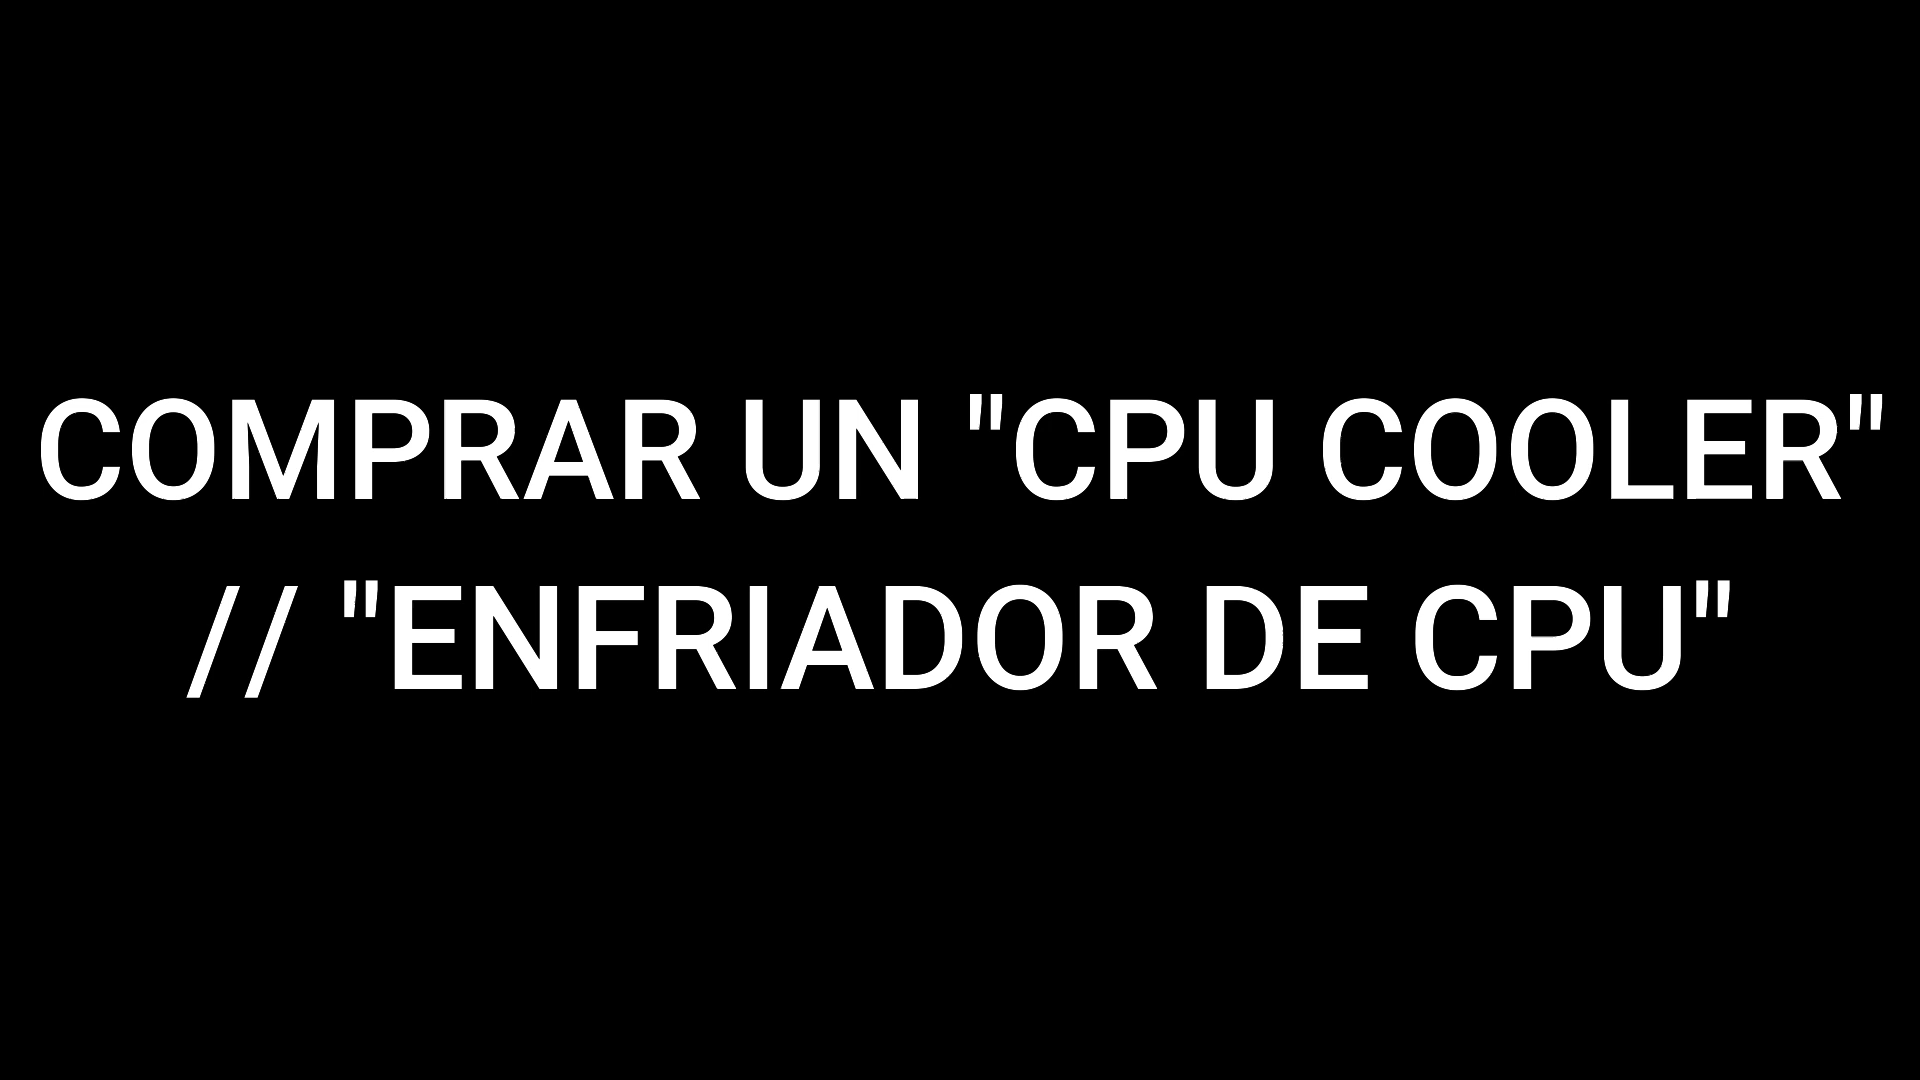 COMPRAR UN "CPU COOLER"
// "ENFRIADOR DE CPU"